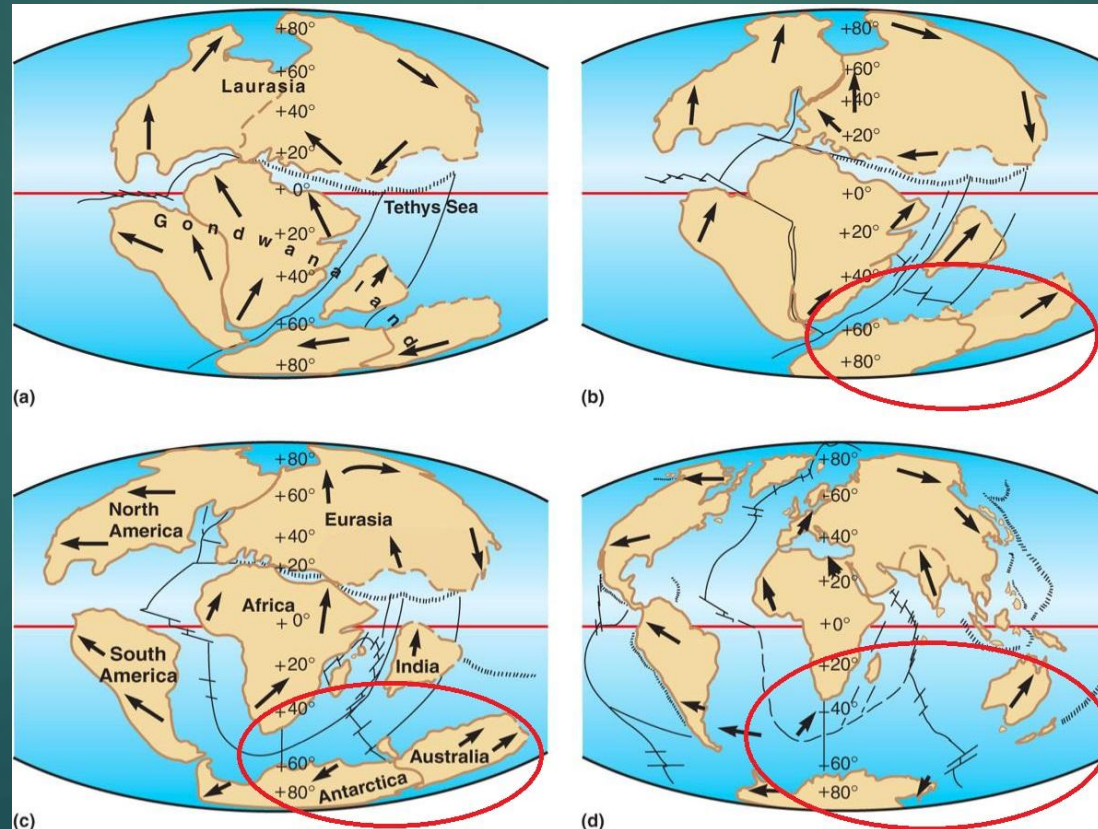 +80°
+60°
Laurasia
+40°
+20°
+0°
Tethys Sea
Gondwana-land
+20°
+40°
+60°
+80°
(a)
+80°
+60°
+40°
+20°
+0°
+20°
+40°
+60°
+80°
(b)
+80°
North America
+60°
Eurasia
+40°
+20°
Africa
+0°
South America
+20°
India
+40°
+60°
Australia
Antarctica
+80°
(c)
+80°
+60°
+40°
+20°
+0°
+20°
+40°
+60°
+80°
(d)